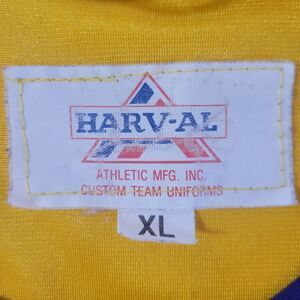 HARV-AL
ATHLETIC MFG. INC.
CUSTOM TEAM UNIFORMS
XL